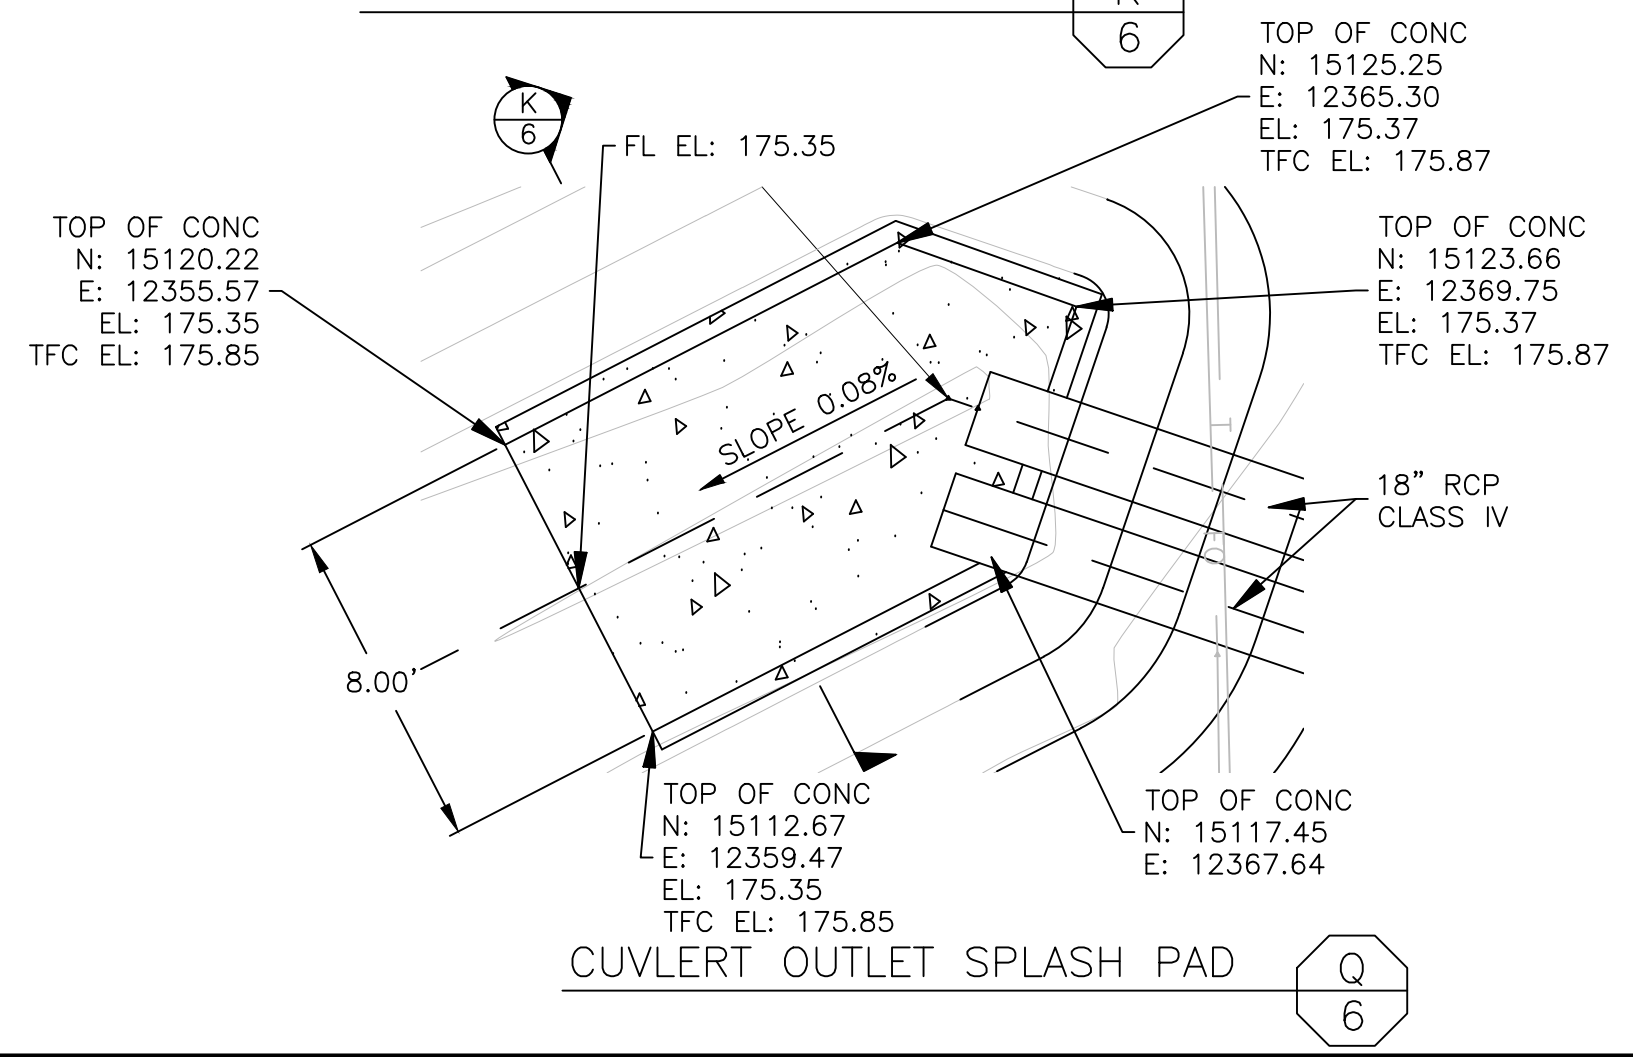 6
TOP OF CONC
N: 15125.25
E: 12365.30
EL: 175.37
TFC EL: 175.87
K
6
FL EL: 175.35
TOP OF CONC
N: 15120.22
E: 12355.57
EL: 175.35
TFC EL: 175.85
TOP OF CONC
N: 15123.66
E: 12369.75
EL: 175.37
TFC EL: 175.87
SLOPE 0.08%
18" RCP
CLASS IV
8.00'
TOP OF CONC
N: 15112.67
E: 12359.47
EL: 175.35
TFC EL: 175.85
TOP OF CONC
N: 15117.45
E: 12367.64
CUVLERT OUTLET SPLASH PAD
Q
6